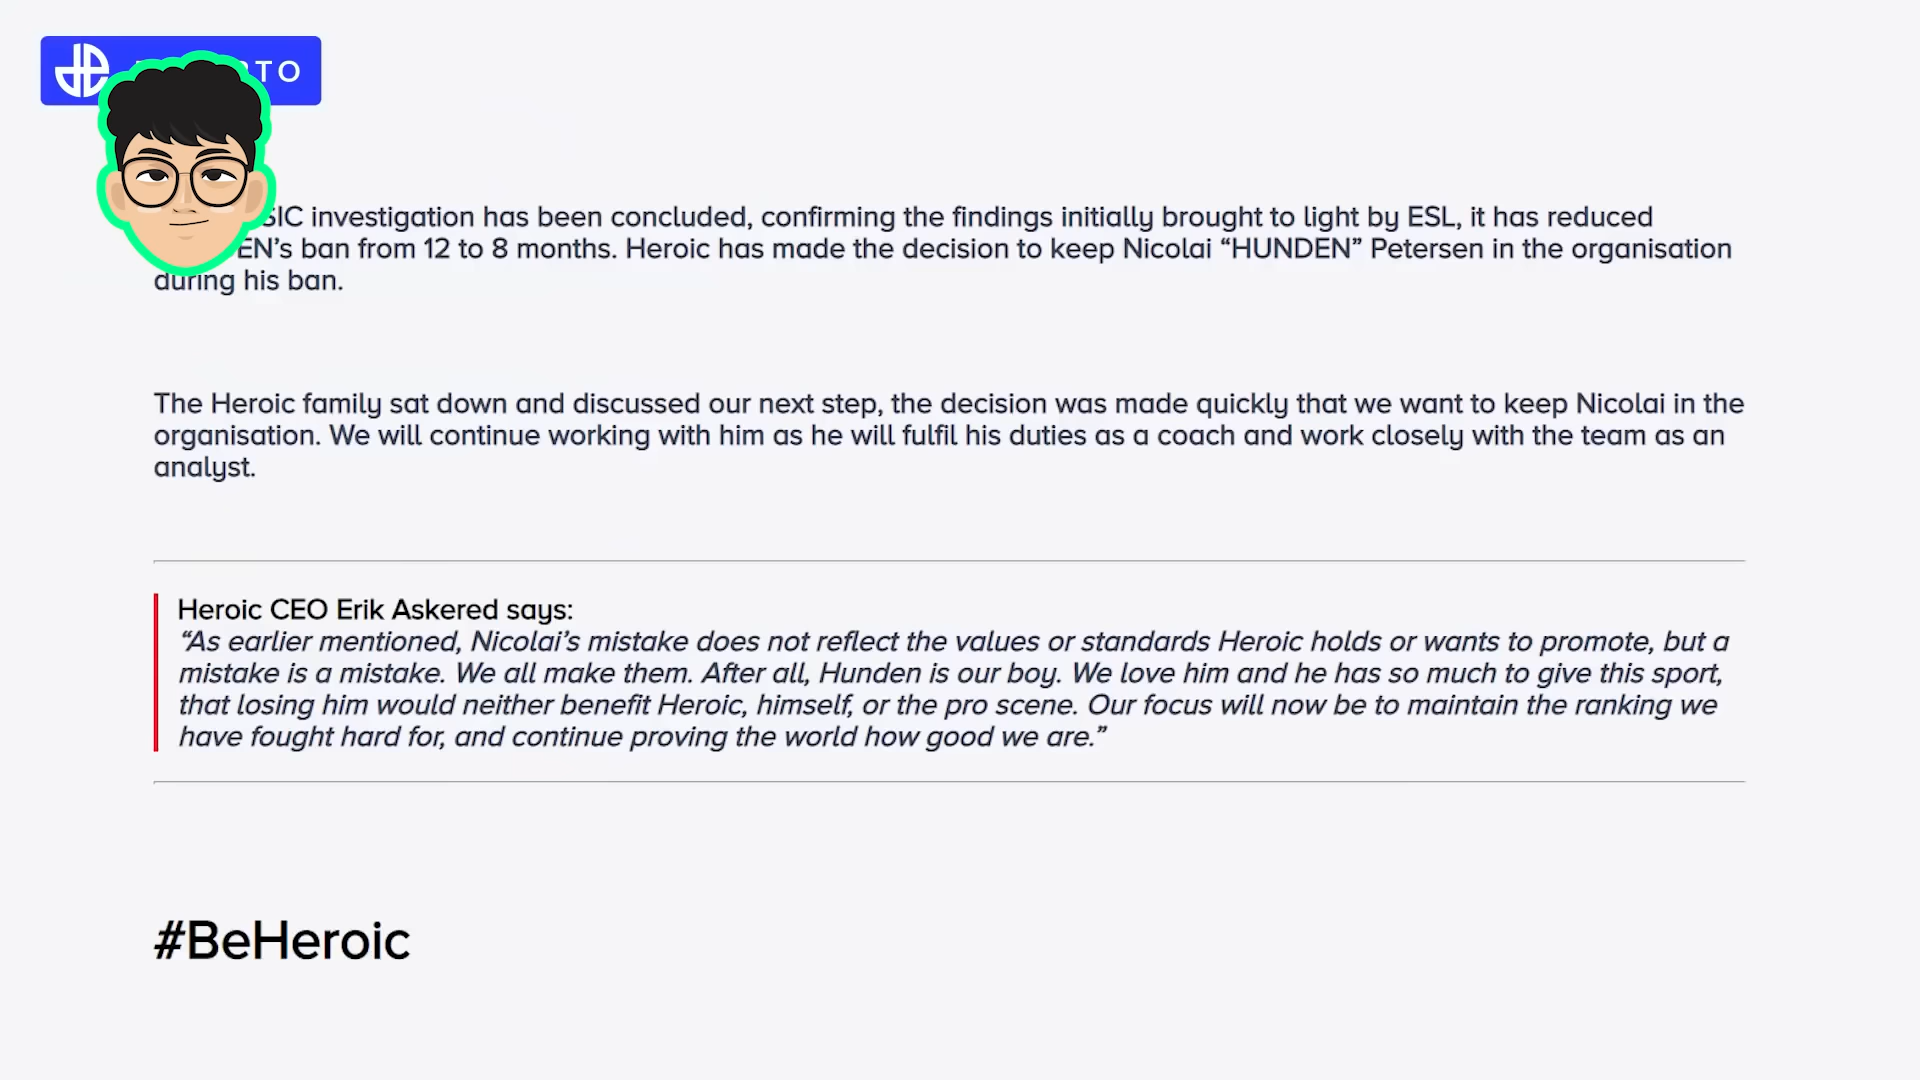 TO
SIC investigation has been concluded, confirming the findings initially brought to light by ESL, it has reduced
EN’s ban from 12 to 8 months. Heroic has made the decision to keep Nicolai “HUNDEN” Petersen in the organisation
during his ban.
The Heroic family sat down and discussed our next step, the decision was made quickly that we want to keep Nicolai in the
organisation. We will continue working with him as he will fulfil his duties as a coach and work closely with the team as an
analyst.
Heroic CEO Erik Askered says:
“As earlier mentioned, Nicolai’s mistake does not reflect the values or standards Heroic holds or wants to promote, but a
mistake is a mistake. We all make them. After all, Hunden is our boy. We love him and he has so much to give this sport,
that losing him would neither benefit Heroic, himself, or the pro scene. Our focus will now be to maintain the ranking we
have fought hard for, and continue proving the world how good we are.”
#BeHeroic